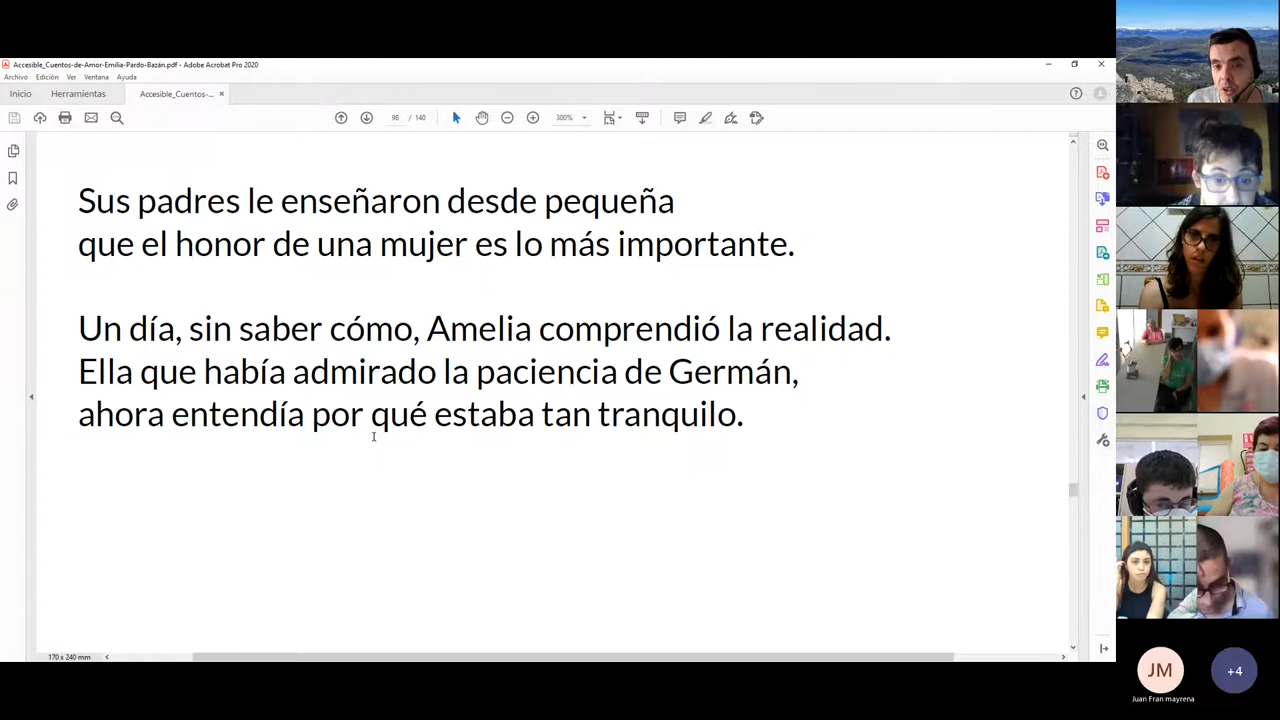 Accesible_Cuentos-de-Amor-Emilia-Pardo-Bazán.pdf - Adobe Acrobat Pro 2020
Archivo Edición Ver Ventana Ayuda
Inicio Herramientas Accesible_Cuentos-...
98 / 140 300%
Sus padres le enseñaron desde pequeña
que el honor de una mujer es lo más importante.
Un día, sin saber cómo, Amelia comprendió la realidad.
Ella que había admirado la paciencia de Germán,
ahora entendía por qué estaba tan tranquilo.
170 x 240 mm
JM
+4
Juan Fran mayrena